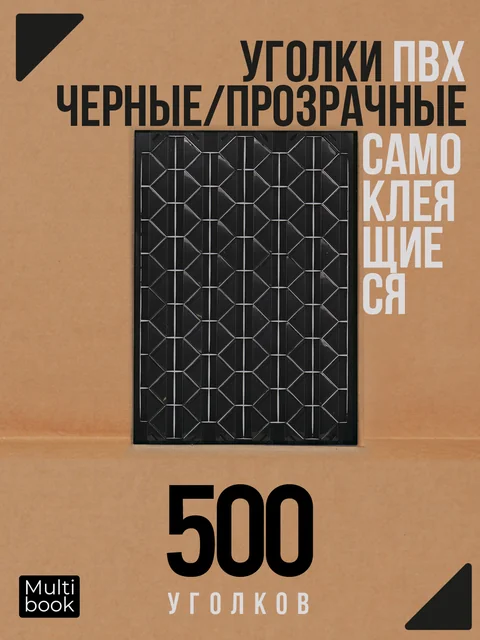 УГОЛКИ ПВХ
ЧЕРНЫЕ/ПРОЗРАЧНЫЕ
САМО
КЛЕЯ
ЩИЕ
СЯ
500
УГОЛКОВ
Multi
book